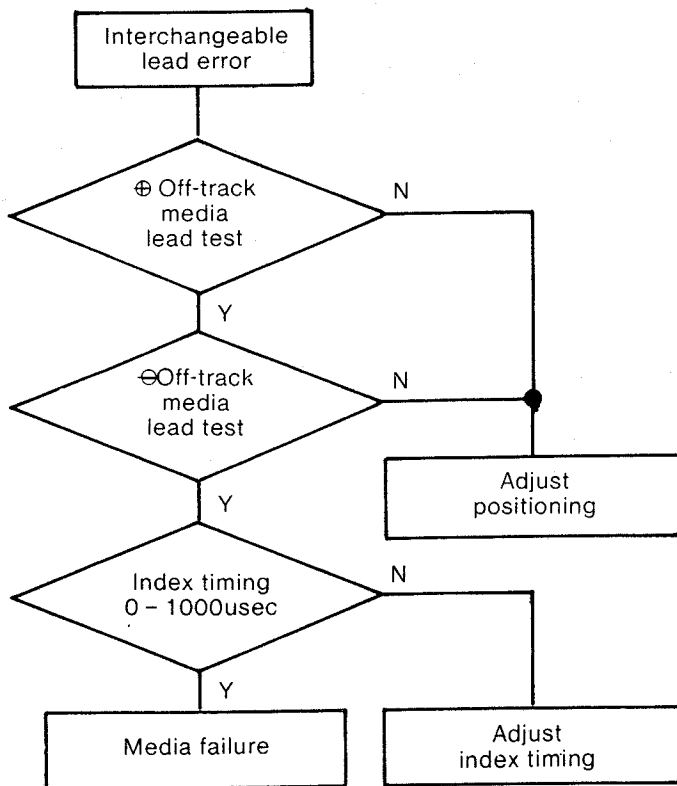 Interchangeable
lead error
⊕ Off-track
media
lead test
N
Y
⊖Off-track
media
lead test
N
Y
Adjust
positioning
Index timing
0 – 1000usec
N
Y
Media failure
Adjust
index timing